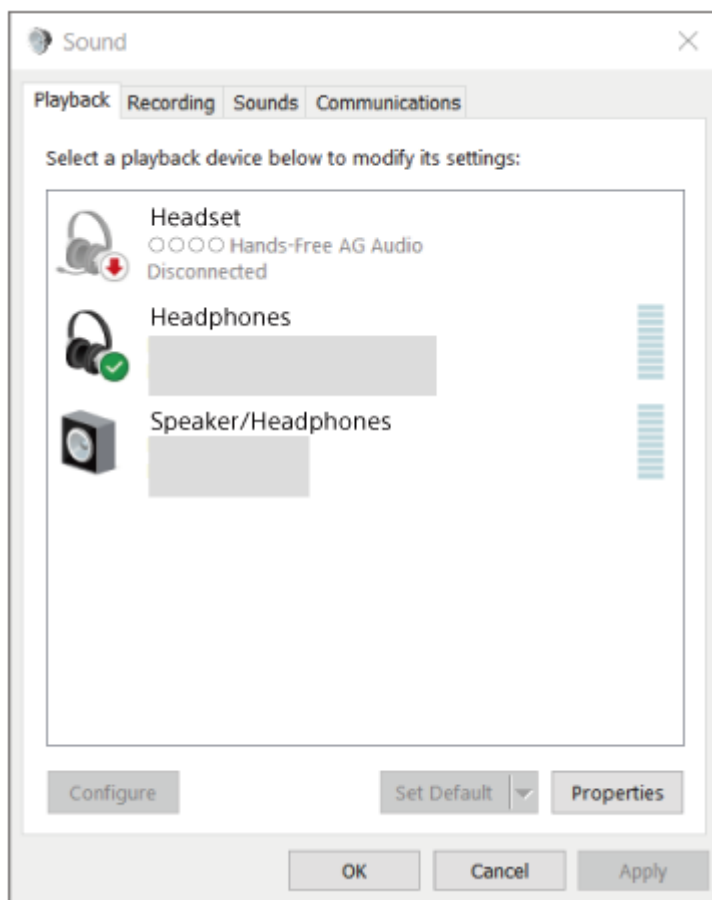 Sound
Playback Recording Sounds Communications
Select a playback device below to modify its settings:
Headset
○○○○ Hands-Free AG Audio
Disconnected
Headphones
Speaker/Headphones
Configure Set Default Properties
OK Cancel Apply